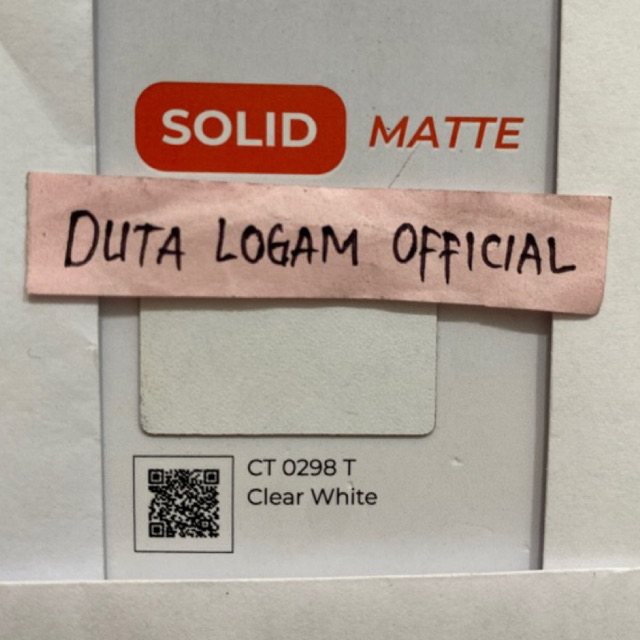 SOLID MATTE
DUTA LOGAM OFFICIAL
CT 0298 T
Clear White